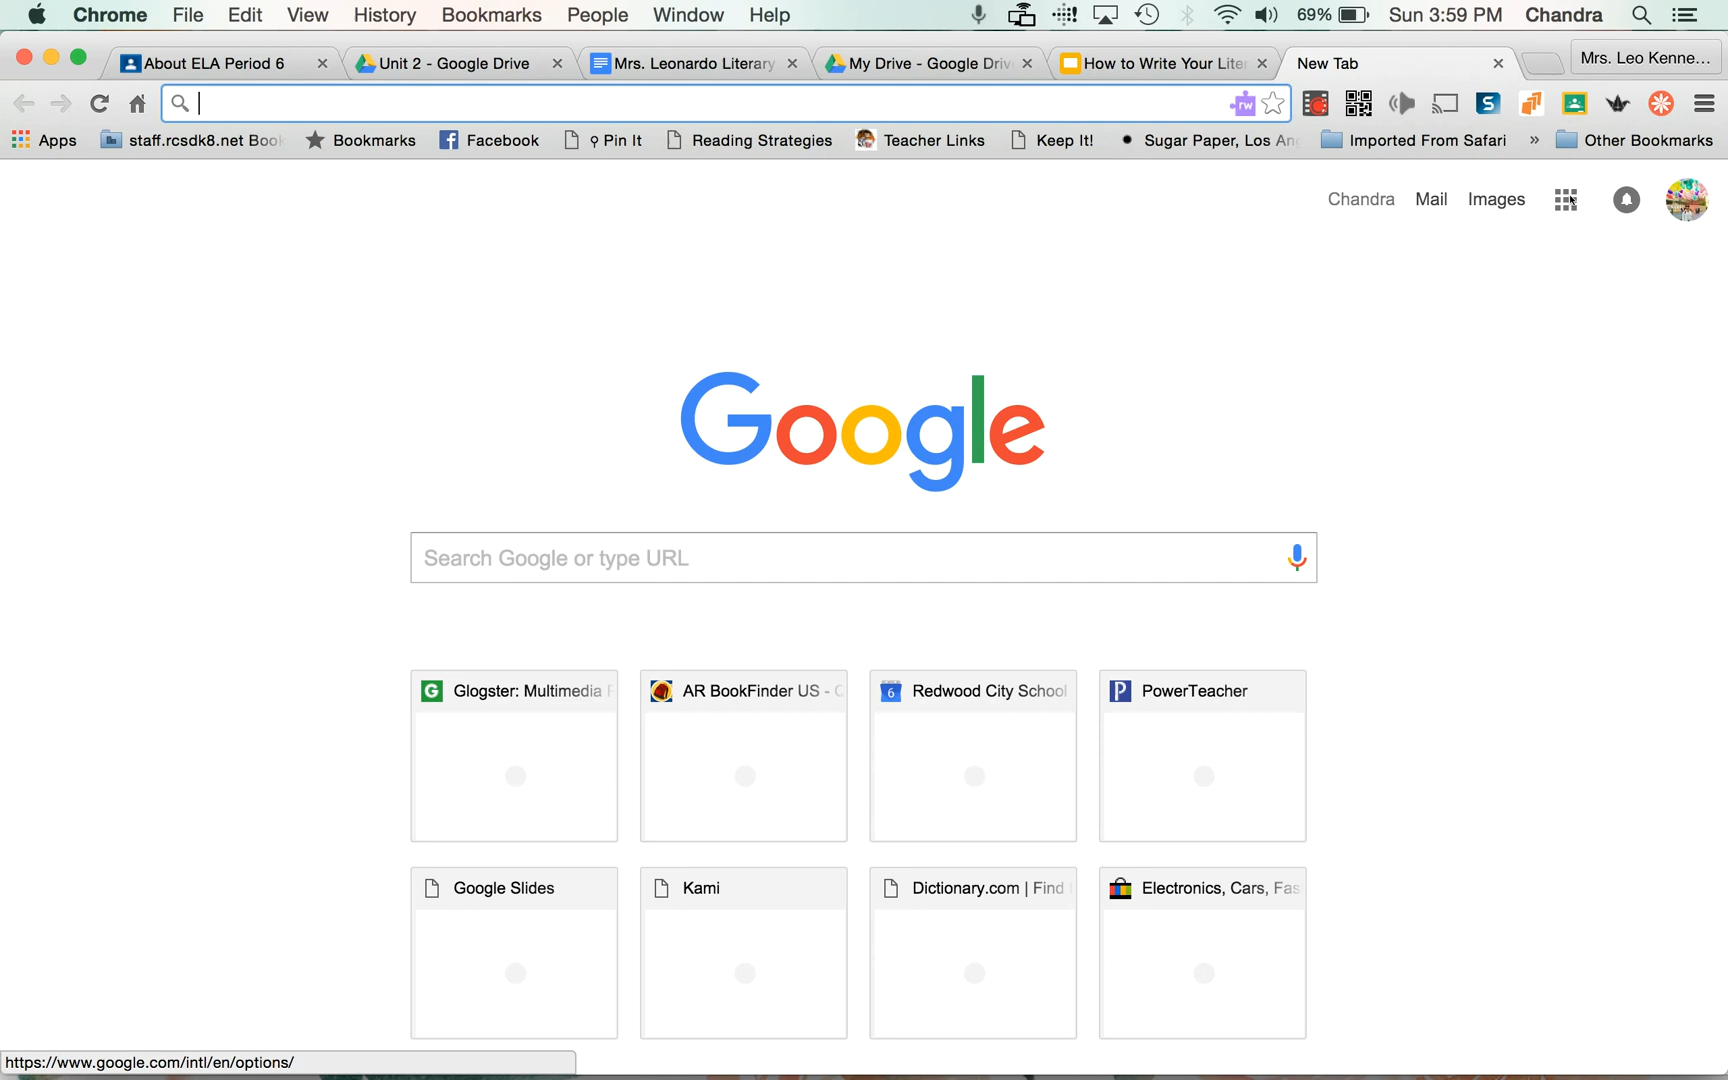 Chrome File Edit View History Bookmarks People Window Help 69% Sun 3:59 PM Chandra
About ELA Period 6 Unit 2 - Google Drive Mrs. Leonardo Literary My Drive - Google Driv How to Write Your Lite New Tab Mrs. Leo Kenne...
rw S
Apps staff.rcsdk8.net Boo Bookmarks Facebook Pin It Reading Strategies Teacher Links Keep It! Sugar Paper, Los An Imported From Safari » Other Bookmarks
Chandra Mail Images
Google
Search Google or type URL
G Glogster: Multimedia AR BookFinder US - 6 Redwood City School P PowerTeacher
Google Slides Kami Dictionary.com | Find Electronics, Cars, Fas
https://www.google.com/intl/en/options/